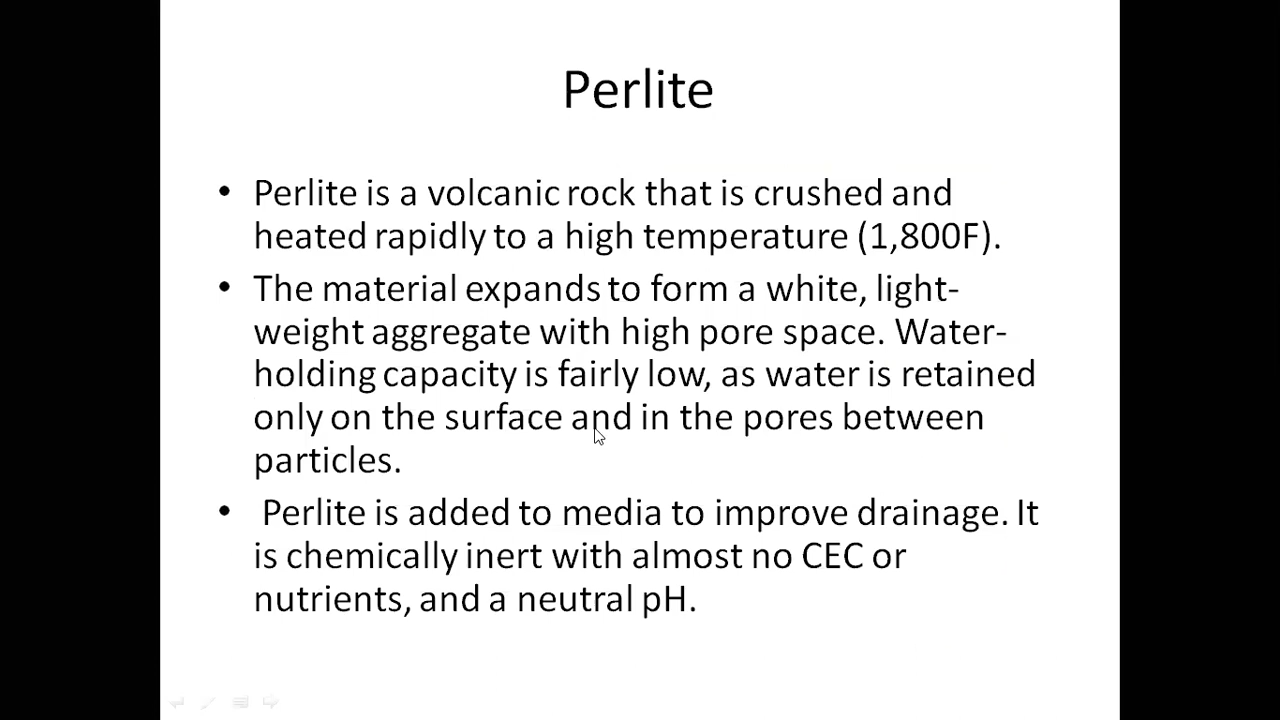 Perlite
• Perlite is a volcanic rock that is crushed and
heated rapidly to a high temperature (1,800F).
• The material expands to form a white, light-
weight aggregate with high pore space. Water-
holding capacity is fairly low, as water is retained
only on the surface and in the pores between
particles.
• Perlite is added to media to improve drainage. It
is chemically inert with almost no CEC or
nutrients, and a neutral pH.